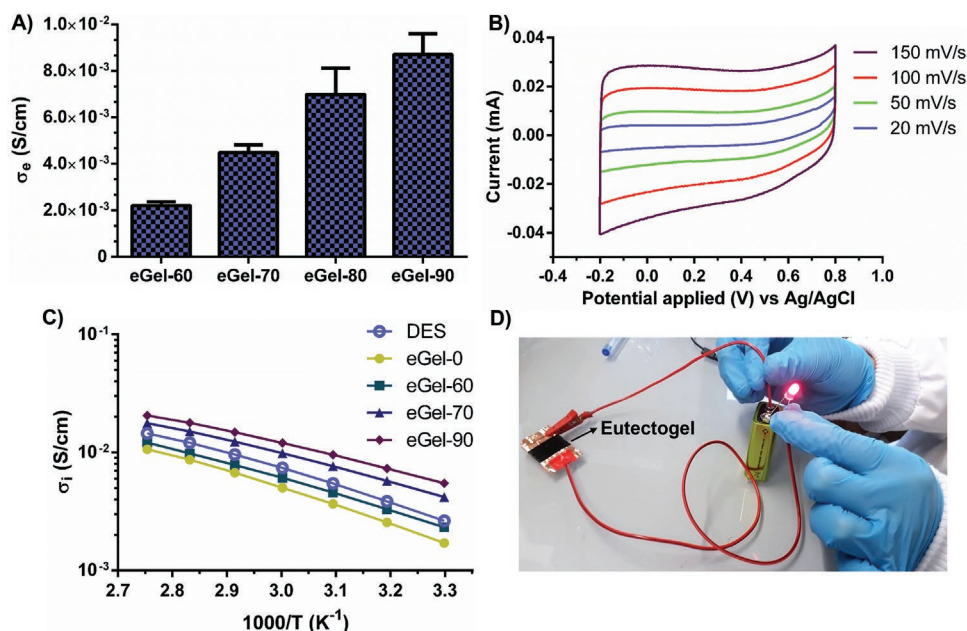 A)
σe (S/cm)
1.0×10⁻²
8.0×10⁻³
6.0×10⁻³
4.0×10⁻³
2.0×10⁻³
0
eGel-60 eGel-70 eGel-80 eGel-90
B)
Current (mA)
0.04
0.02
0.00
-0.02
-0.04
-0.4 -0.2 0.0 0.2 0.4 0.6 0.8 1.0
Potential applied (V) vs Ag/AgCl
150 mV/s
100 mV/s
50 mV/s
20 mV/s
C)
σi (S/cm)
10⁻¹
10⁻²
10⁻³
2.7 2.8 2.9 3.0 3.1 3.2 3.3 3.4
1000/T (K⁻¹)
DES
eGel-0
eGel-60
eGel-70
eGel-90
D)
Eutectogel